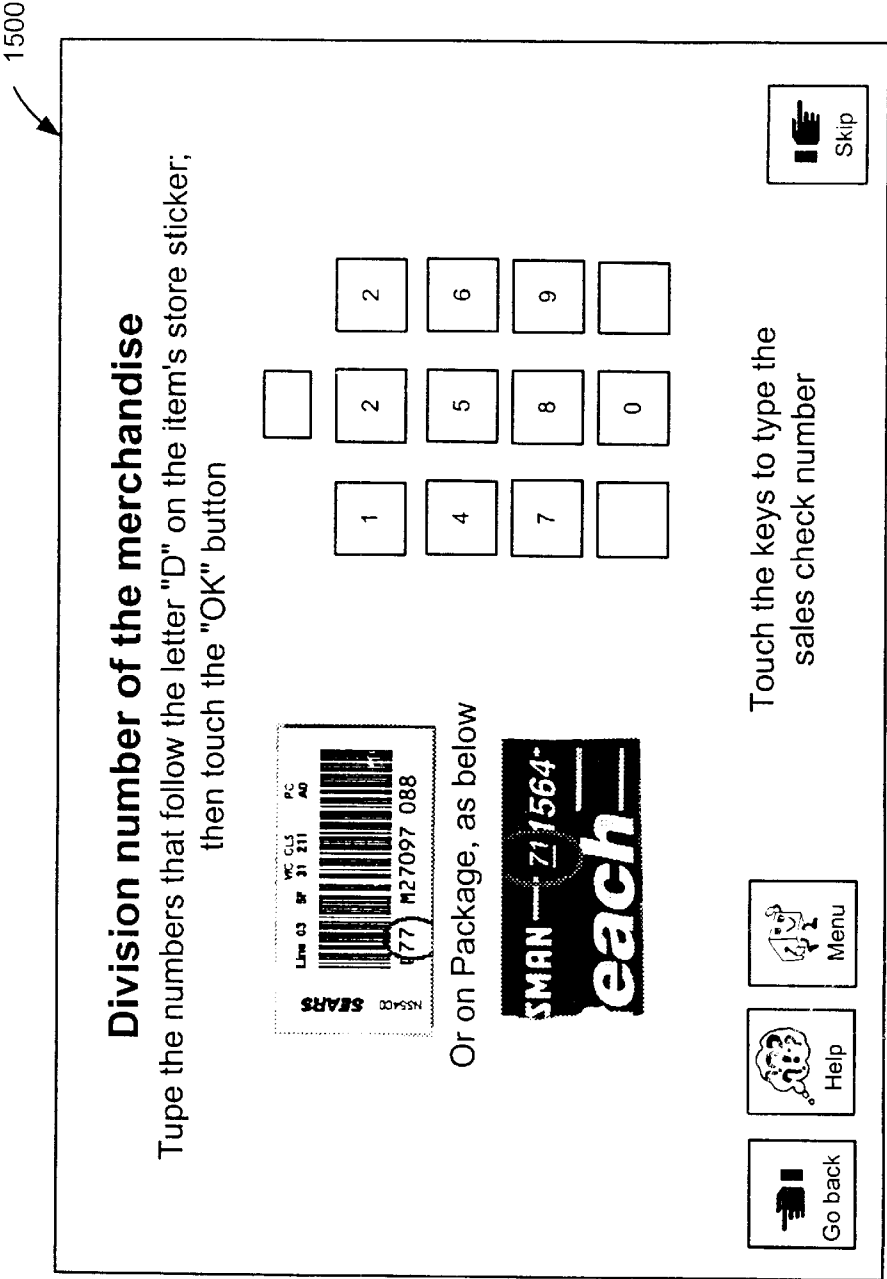 1500
Division number of the merchandise
Tupe the numbers that follow the letter "D" on the item's store sticker;
then touch the "OK" button
SEARS
Line 03 SF 31 211 A0
M/C CLS PC
77 M27097 088
Or on Package, as below
SMAN 71 1564
each
1 2 2
4 5 6
7 8 9
0
Touch the keys to type the
sales check number
Go back
Help
Menu
Skip